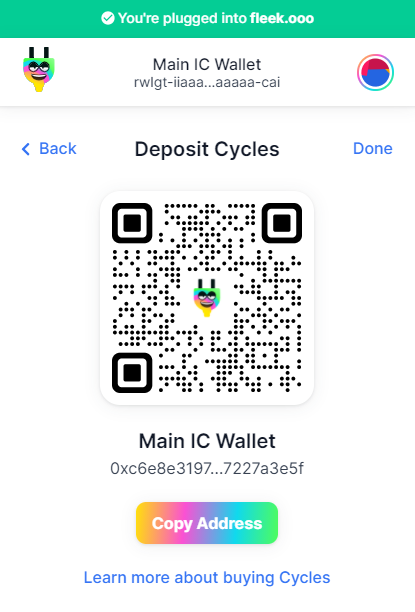 You're plugged into fleek.ooo
Main IC Wallet
rwlgt-iiaaa...aaaaa-cai
Back
Deposit Cycles
Done
Main IC Wallet
0xc6e8e3197...7227a3e5f
Copy Address
Learn more about buying Cycles